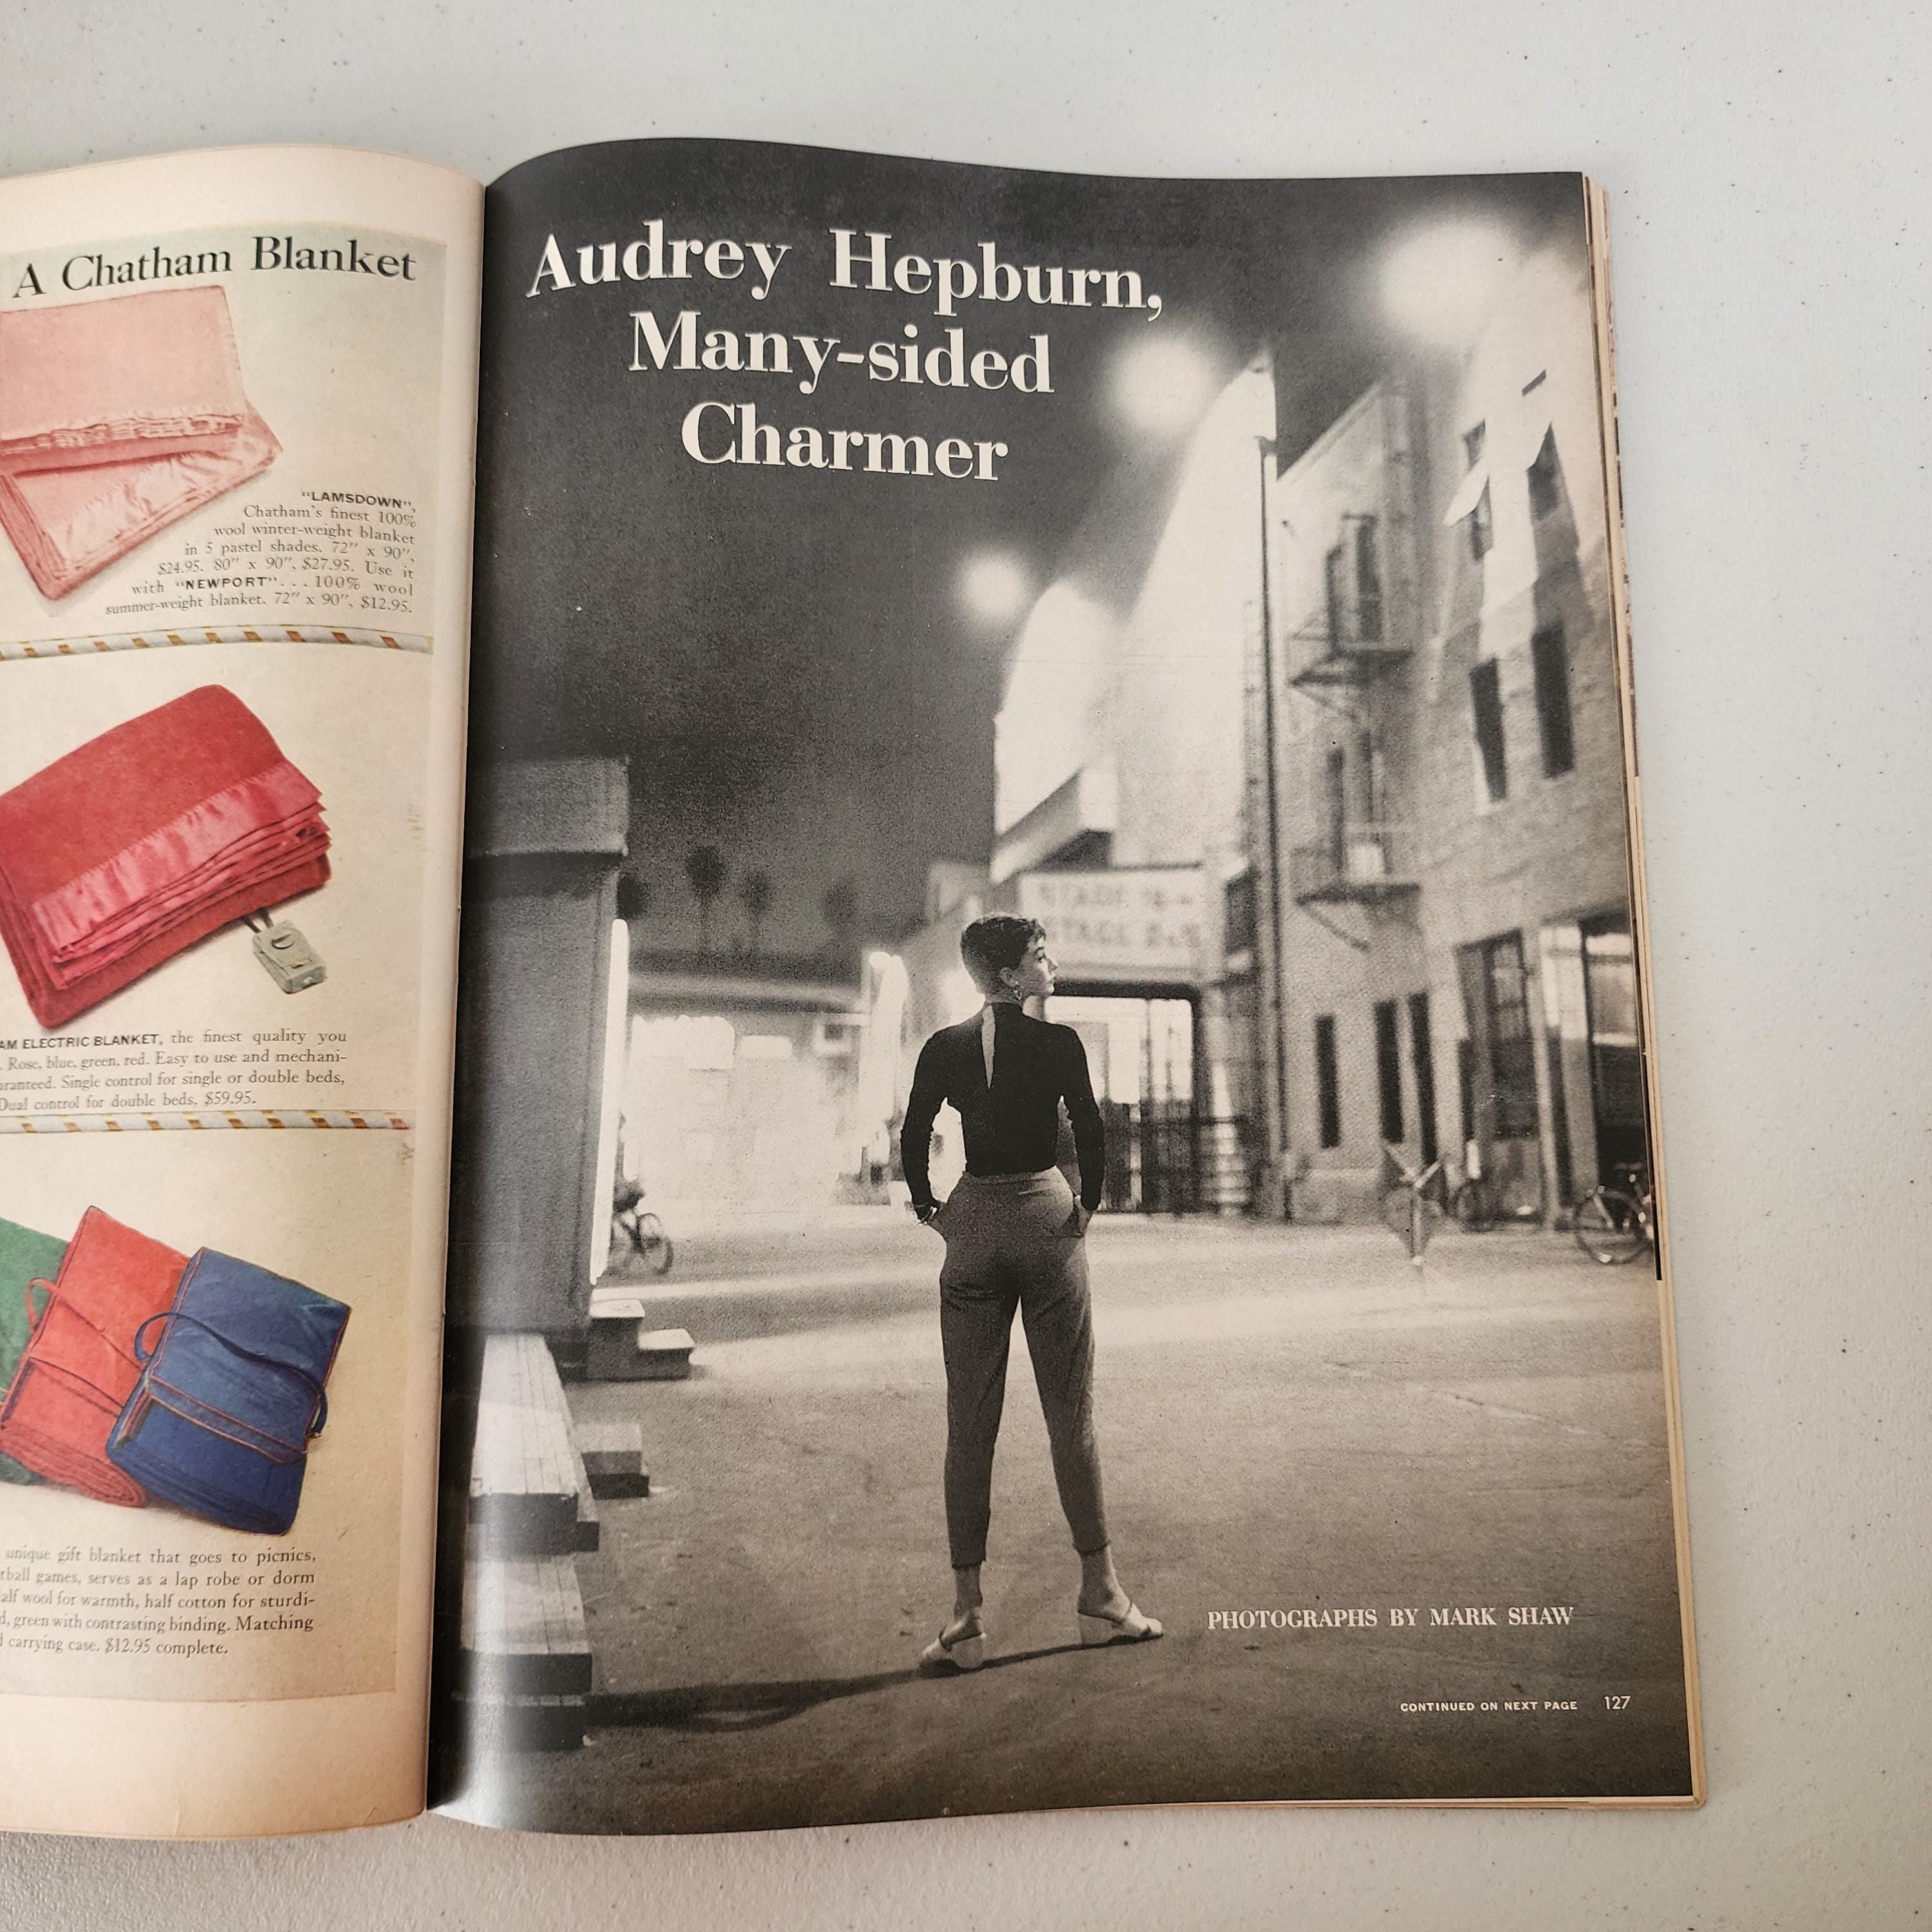 A Chatham Blanket
"LAMSDOWN",
Chatham's finest 100%
wool winter-weight blanket
in 5 pastel shades. 72" x 90",
$24.95. 80" x 90", $27.95. Use it
with "NEWPORT" . . . 100% wool
summer-weight blanket. 72" x 90", $12.95.
ELECTRIC BLANKET, the finest quality you
Rose, blue, green, red. Easy to use and mechani-
Single control for single or double beds,
Dual control for double beds, $59.95.
unique gift blanket that goes to picnics,
games, serves as a lap robe or dorm
wool for warmth, half cotton for sturdi-
green with contrasting binding. Matching
carrying case. $12.95 complete.
Audrey Hepburn,
Many-sided
Charmer
PHOTOGRAPHS BY MARK SHAW
CONTINUED ON NEXT PAGE 127